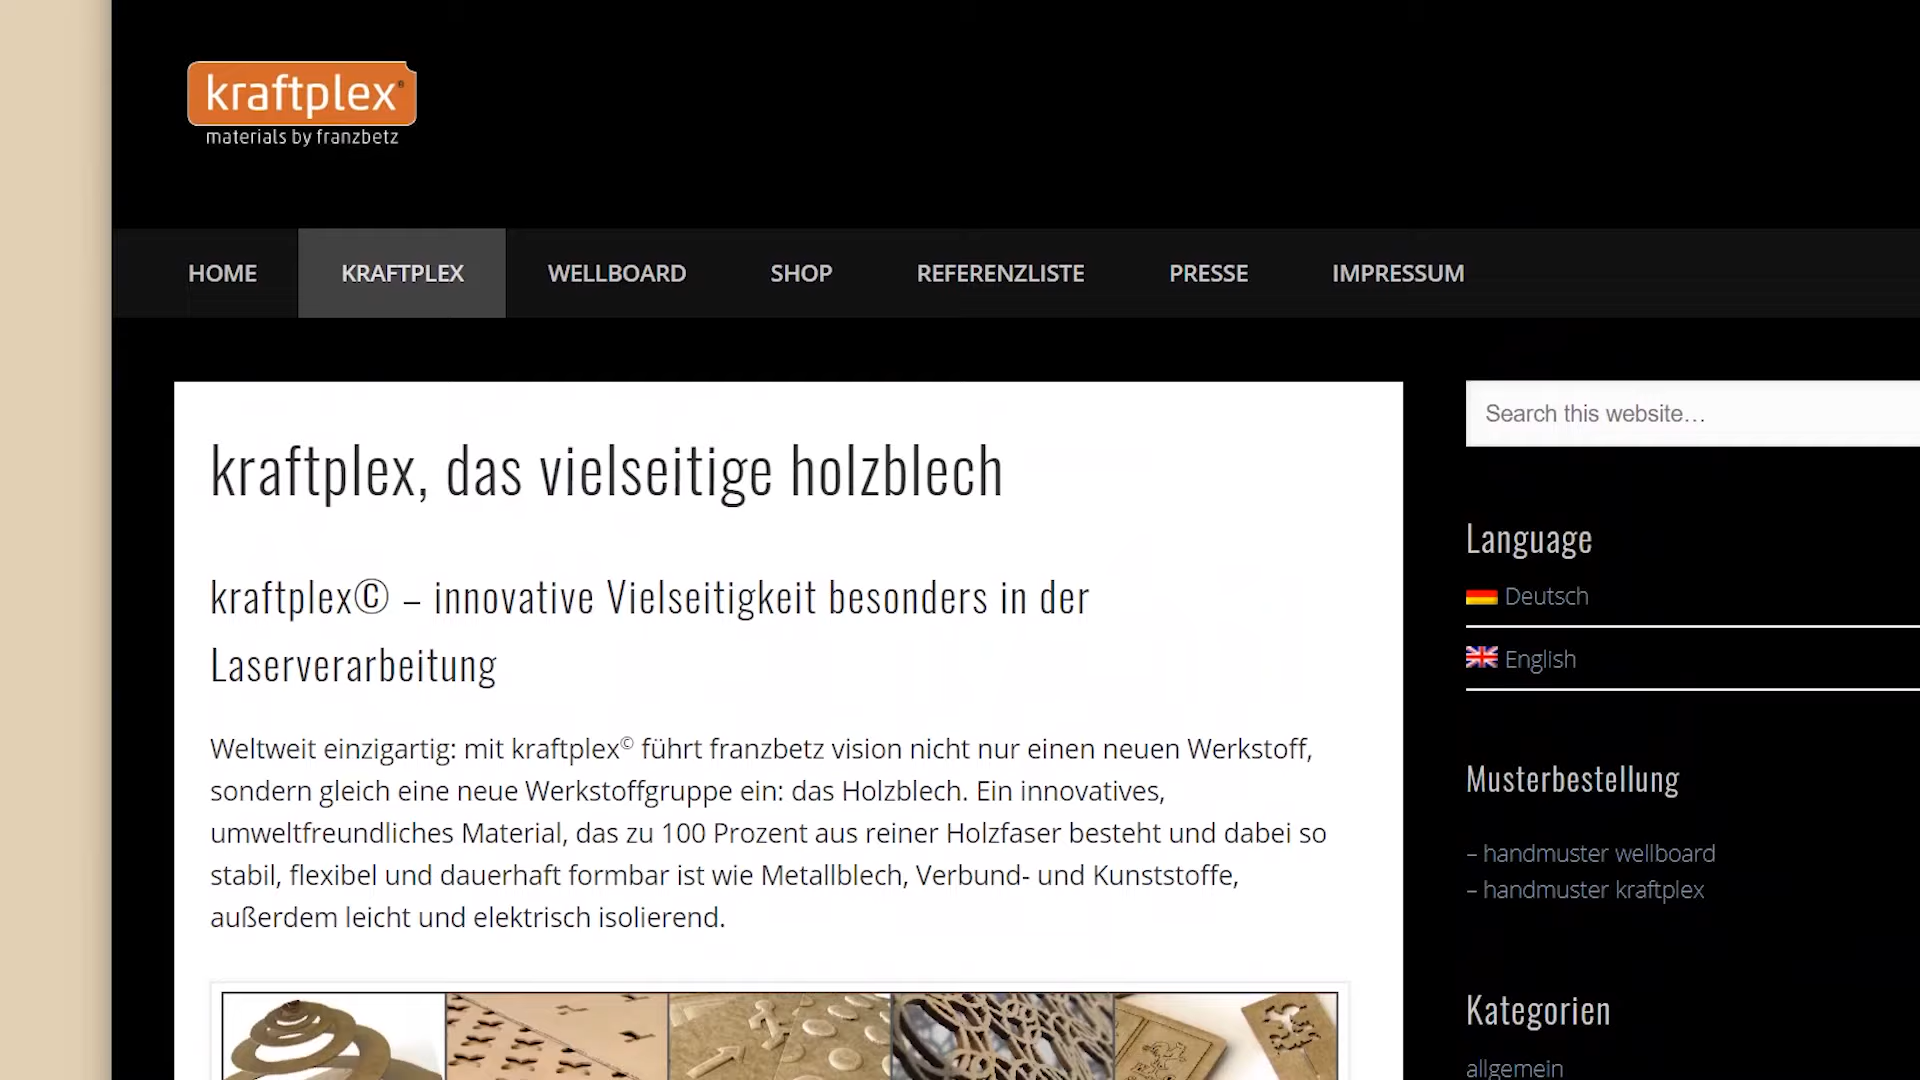 kraftplex®
materials by franzbetz
HOME
KRAFTPLEX
WELLBOARD
SHOP
REFERENZLISTE
PRESSE
IMPRESSUM
kraftplex, das vielseitige holzblech
kraftplex© – innovative Vielseitigkeit besonders in der
Laserverarbeitung
Weltweit einzigartig: mit kraftplex© führt franzbetz vision nicht nur einen neuen Werkstoff,
sondern gleich eine neue Werkstoffgruppe ein: das Holzblech. Ein innovatives,
umweltfreundliches Material, das zu 100 Prozent aus reiner Holzfaser besteht und dabei so
stabil, flexibel und dauerhaft formbar ist wie Metallblech, Verbund- und Kunststoffe,
außerdem leicht und elektrisch isolierend.
Search this website…
Language
Deutsch
English
Musterbestellung
– handmuster wellboard
– handmuster kraftplex
Kategorien
allgemein